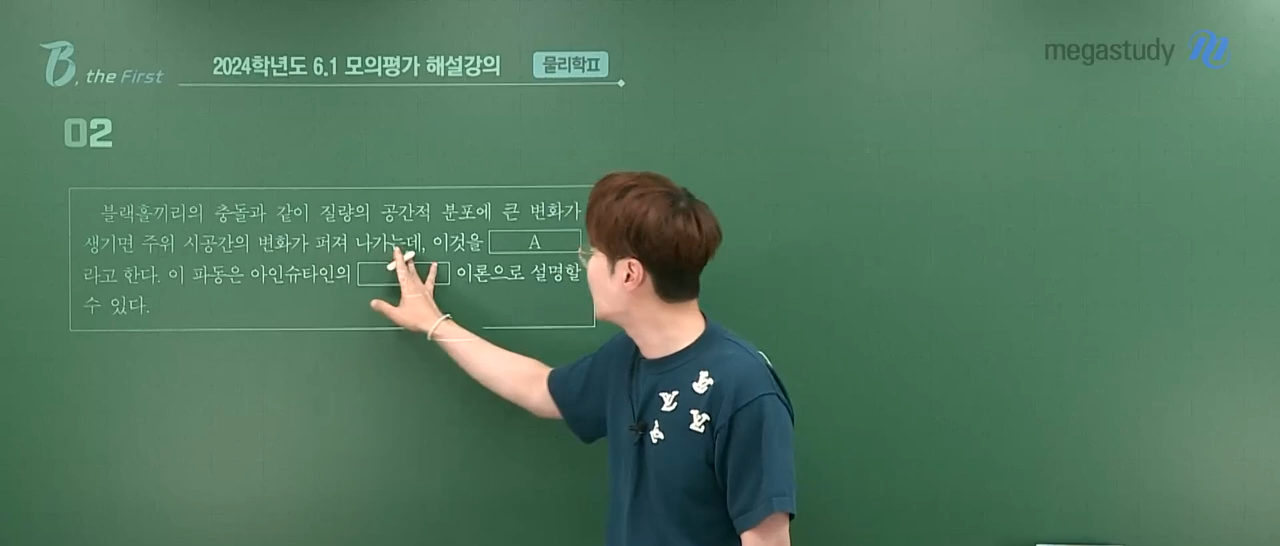 B, the First
2024학년도 6.1 모의평가 해설강의
물리학II
megastudy
02
블랙홀끼리의 충돌과 같이 질량의 공간적 분포에 큰 변화가
생기면 주위 시공간의 변화가 퍼져 나가는데, 이것을 A
라고 한다. 이 파동은 아인슈타인의 이론으로 설명할
수 있다.